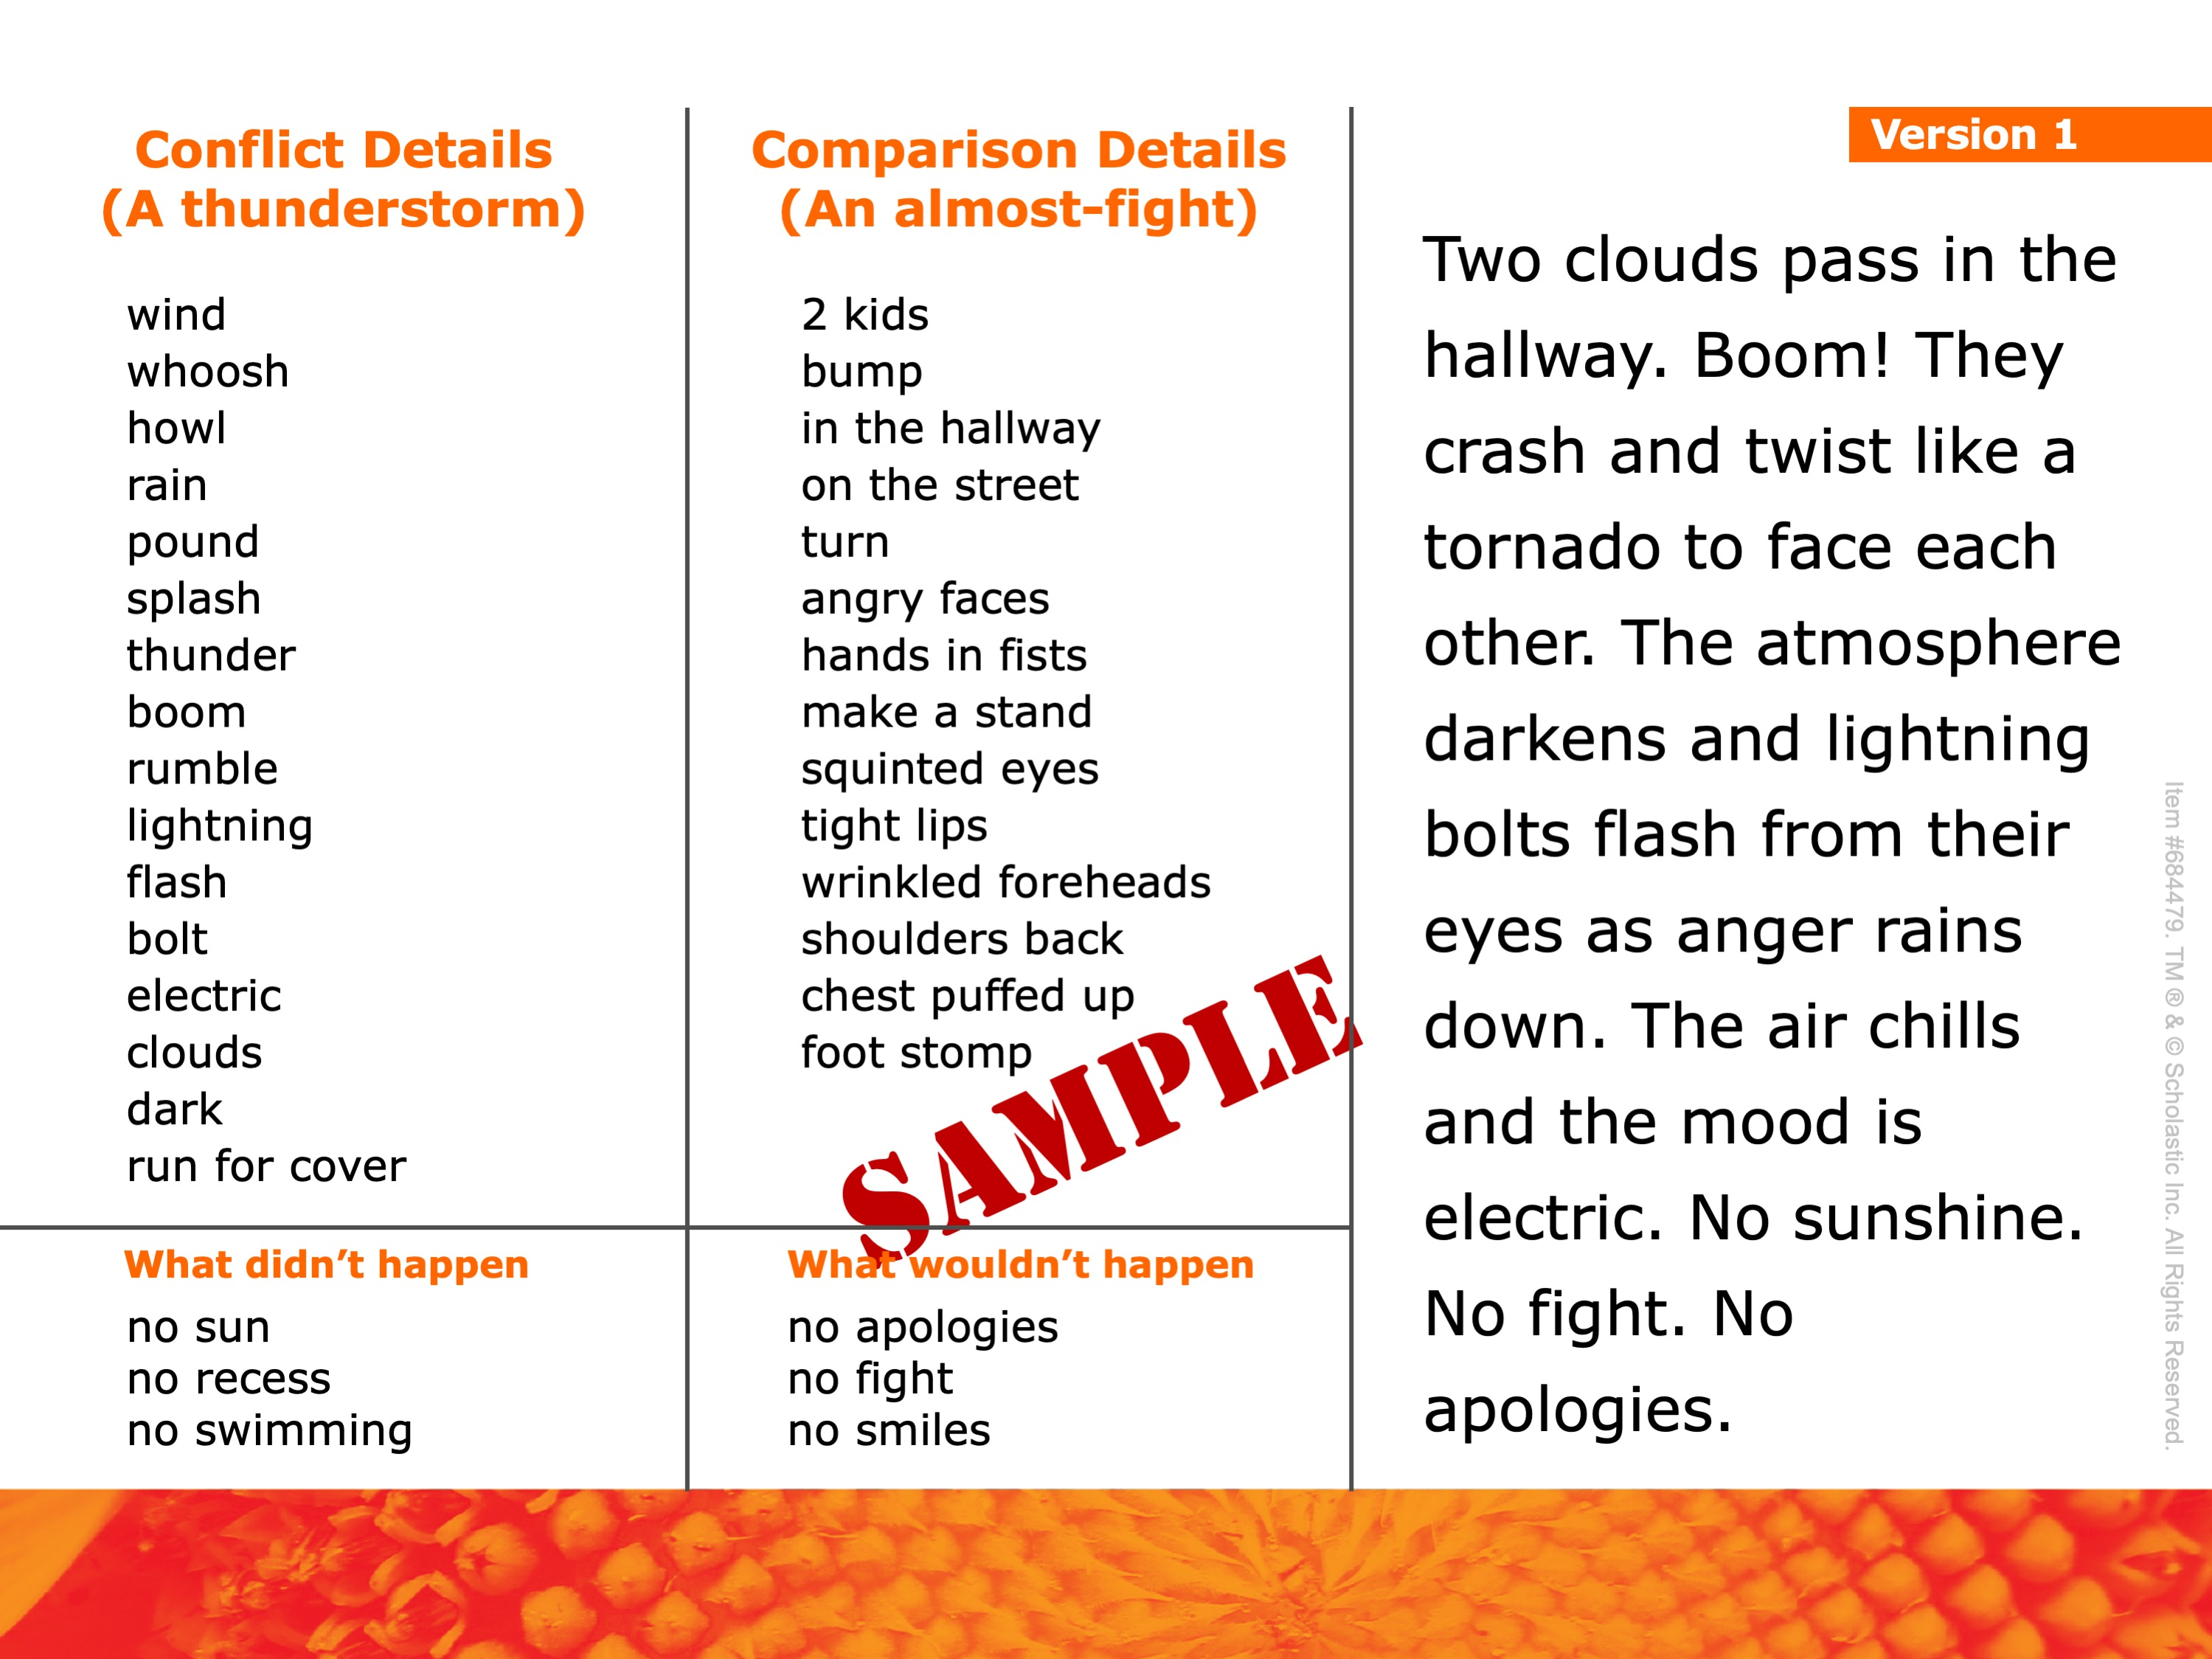 Conflict Details
(A thunderstorm)
wind
whoosh
howl
rain
pound
splash
thunder
boom
rumble
lightning
flash
bolt
electric
clouds
dark
run for cover
What didn’t happen
no sun
no recess
no swimming
Comparison Details
(An almost-fight)
2 kids
bump
in the hallway
on the street
turn
angry faces
hands in fists
make a stand
squinted eyes
tight lips
wrinkled foreheads
shoulders back
chest puffed up
foot stomp
SAMPLE
What wouldn’t happen
no apologies
no fight
no smiles
Version 1
Two clouds pass in the
hallway. Boom! They
crash and twist like a
tornado to face each
other. The atmosphere
darkens and lightning
bolts flash from their
eyes as anger rains
down. The air chills
and the mood is
electric. No sunshine.
No fight. No
apologies.
Item #684479. TM ® & © Scholastic Inc. All Rights Reserved.